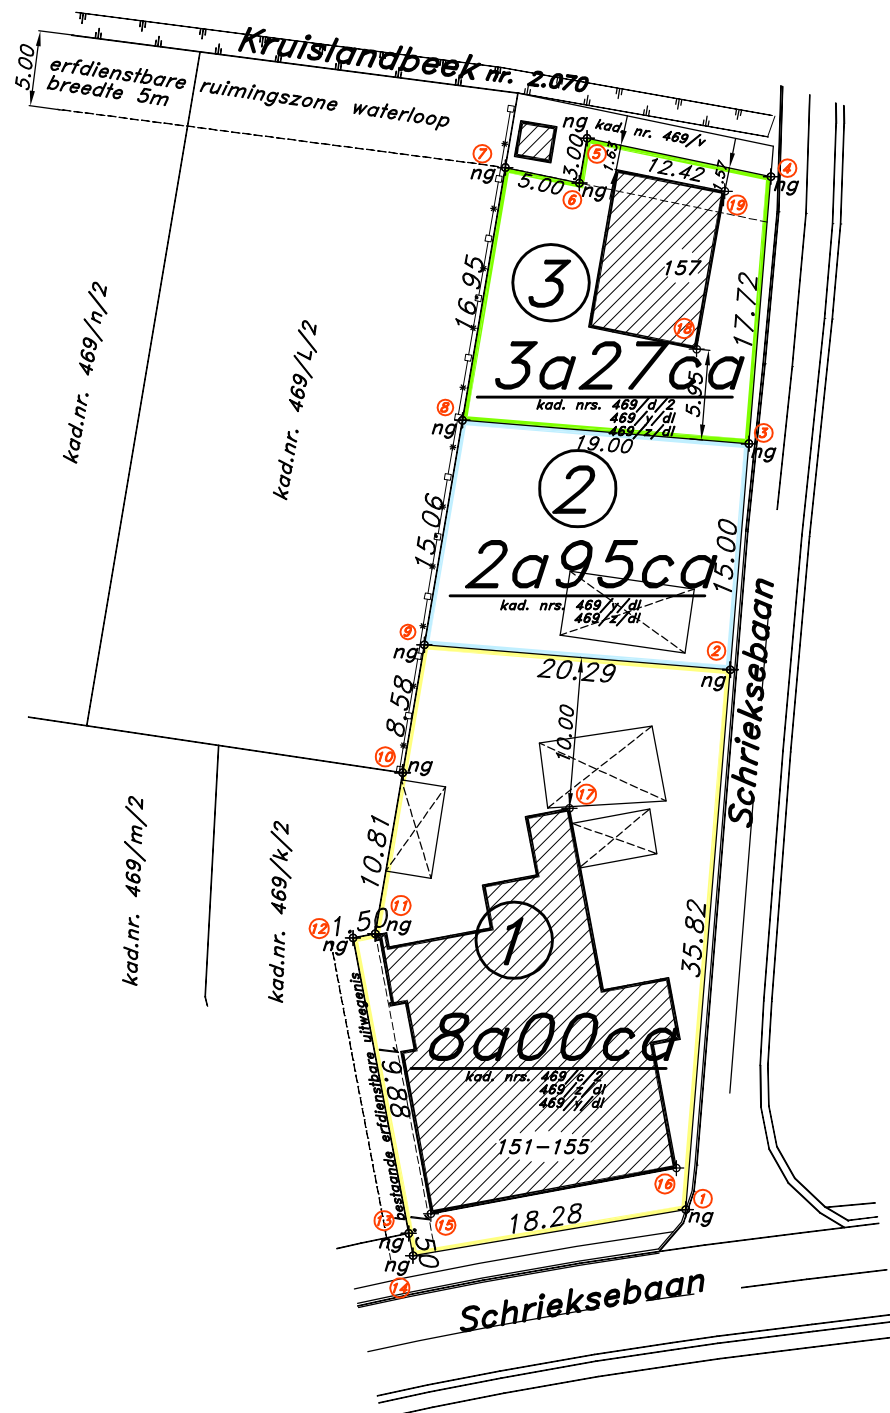 Kruislandbeek nr. 2.070
5.00
erfdienstbare ruimingszone waterloop
breedte 5m
kad. nr. 469/v
ng
7
5
4
3.00
1.63
12.42
1.57
ng
5.00
6
ng
ng
19
157
3
16.95
17.72
18
kad.nr. 469/n/2
kad.nr. 469/L/2
3a27ca
5.95
kad. nrs. 469/d/2
469/y/dl
469/z/dl
8
ng
19.00
3
ng
2
15.06
15.00
2a95ca
kad. nrs. 469/y/dl
469/z/dl
9
ng
2
ng
20.29
Schrieksebaan
8.58
10.00
10
ng
17
10.81
kad.nr. 469/m/2
kad.nr. 469/k/2
12
1.50
11
ng
ng
1
35.82
bestaande erfdienstbare uitwegenis
19.88
8a00ca
kad. nrs. 469/c/2
469/z/dl
469/y/dl
151-155
16
13
15
18.28
1
ng
ng
1.50
ng
14
Schrieksebaan